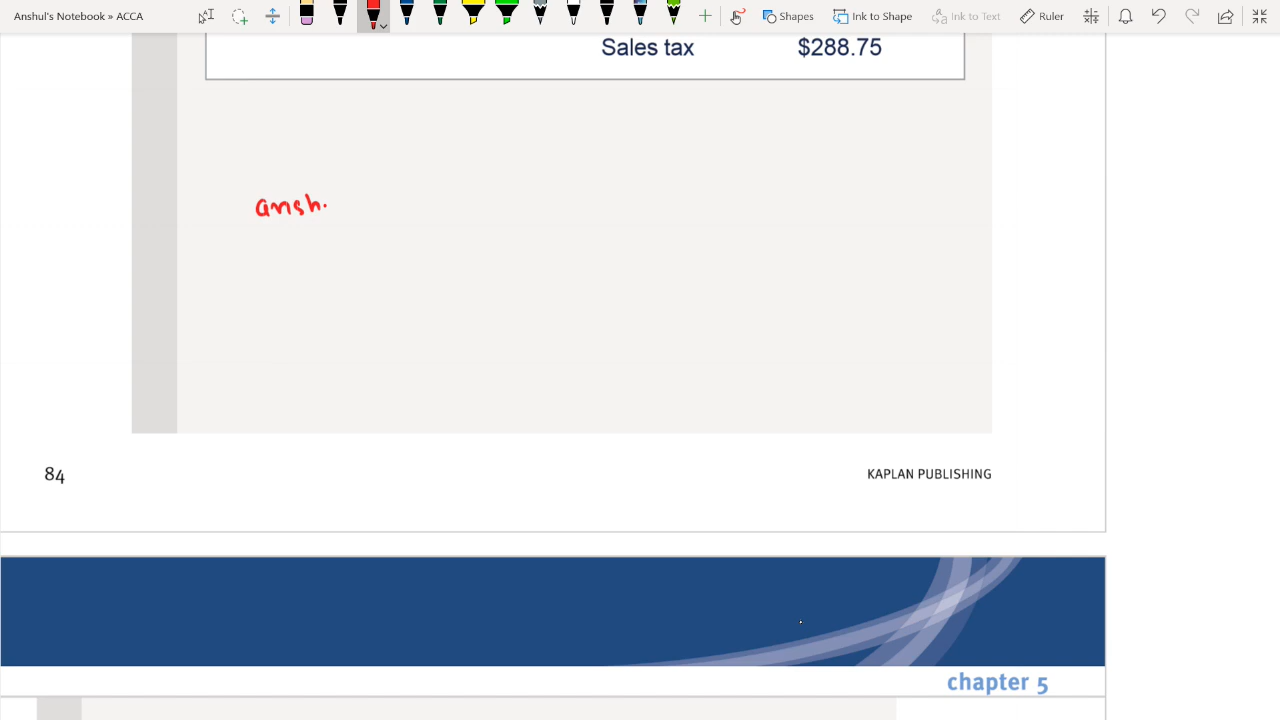 Anshul's Notebook » ACCA Shapes Ink to Shape Ink to Text Ruler
Sales tax $288.75
ansh.
84 KAPLAN PUBLISHING
chapter 5